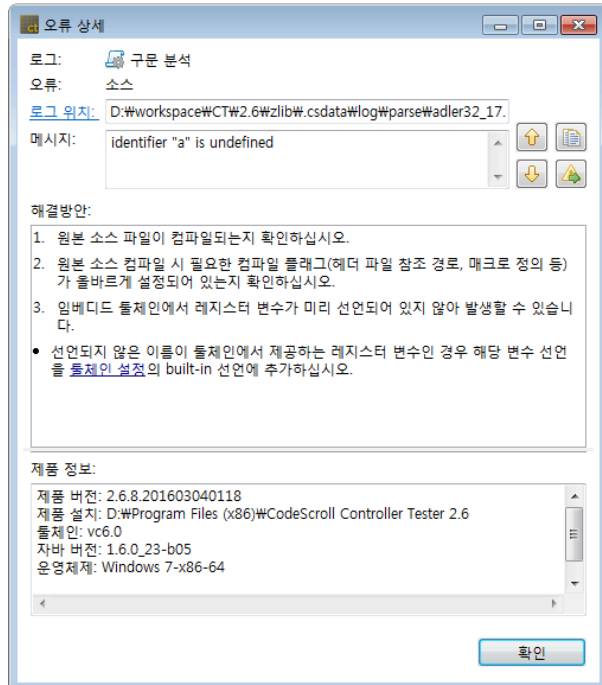 ct 오류 상세
로그: 구문 분석
오류: 소스
로그 위치: D:₩workspace₩CT₩2.6₩zlib₩.csdata₩log₩parse₩adler32_17.
메시지: identifier "a" is undefined
해결방안:
1. 원본 소스 파일이 컴파일되는지 확인하십시오.
2. 원본 소스 컴파일 시 필요한 컴파일 플래그(헤더 파일 참조 경로, 매크로 정의 등)
가 올바르게 설정되어 있는지 확인하십시오.
3. 임베디드 툴체인에서 레지스터 변수가 미리 선언되어 있지 않아 발생할 수 있습니
다.
• 선언되지 않은 이름이 툴체인에서 제공하는 레지스터 변수인 경우 해당 변수 선언
을 툴체인 설정의 built-in 선언에 추가하십시오.
제품 정보:
제품 버전: 2.6.8.201603040118
제품 설치: D:₩Program Files (x86)₩CodeScroll Controller Tester 2.6
툴체인: vc6.0
자바 버전: 1.6.0_23-b05
운영체제: Windows 7-x86-64
확인